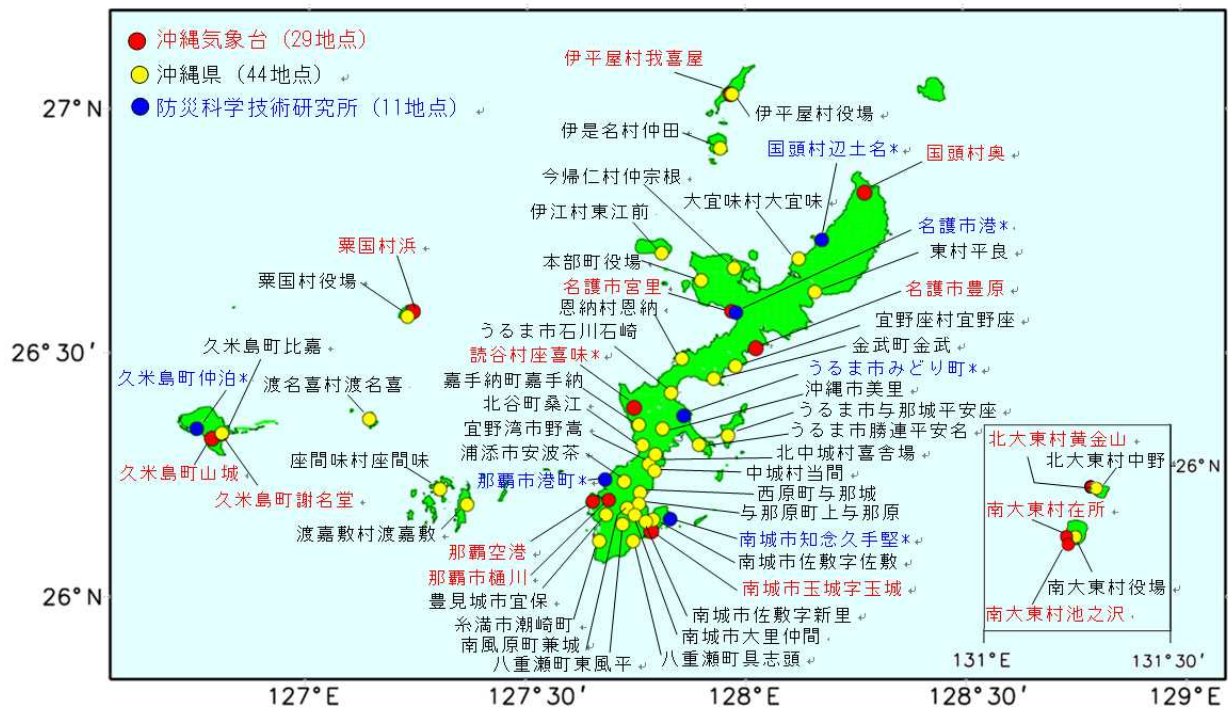 沖縄気象台（29地点）
沖縄県（44地点）
防災科学技術研究所（11地点）
伊平屋村我喜屋
27°N
伊平屋村役場
伊是名村仲田
国頭村辺土名*
国頭村奥
今帰仁村仲宗根
大宜味村大宜味
伊江村東江前
名護市港*
粟国村浜
東村平良
本部町役場
粟国村役場
名護市宮里
名護市豊原
恩納村恩納
宜野座村宜野座
うるま市石川石崎
金武町金武
26°30′
久米島町比嘉
読谷村座喜味*
うるま市みどり町*
久米島町仲泊*
渡名喜村渡名喜
嘉手納町嘉手納
沖縄市美里
北谷町桑江
うるま市与那城平安座
宜野湾市野嵩
うるま市勝連平安名
久米島町山城
座間味村座間味
浦添市安波茶
北中城村喜舎場
北大東村黄金山
北大東村中野
26°N
中城村当間
那覇市港町*
久米島町謝名堂
西原町与那城
与那原町上与那原
南大東村在所
渡嘉敷村渡嘉敷
南城市知念久手堅*
那覇空港
南城市佐敷字佐敷
那覇市樋川
南城市玉城字玉城
南大東村役場
26°N
豊見城市宜保
南城市佐敷字新里
南大東村池之沢
糸満市潮崎町
南城市大里仲間
南風原町兼城
八重瀬町東風平
八重瀬町具志頭
131°E
131°30′
127°E
127°30′
128°E
128°30′
129°E